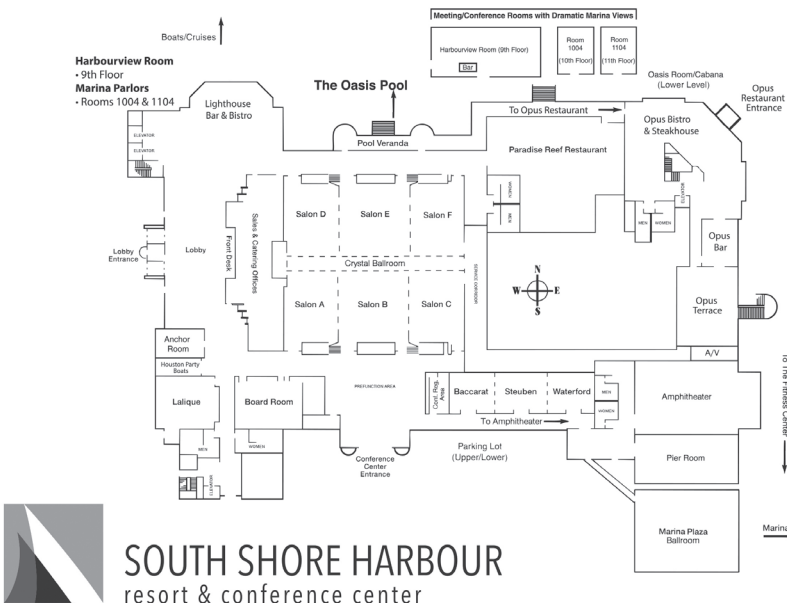 Meeting/Conference Rooms with Dramatic Marina Views
Boats/Cruises
Harbourview Room (9th Floor)
Bar
Room
1004
(10th Floor)
Room
1104
(11th Floor)
Harbourview Room
• 9th Floor
Marina Parlors
• Rooms 1004 & 1104
Oasis Room/Cabana
(Lower Level)
Opus
Restaurant
Entrance
The Oasis Pool
Lighthouse
Bar & Bistro
To Opus Restaurant
Opus Bistro
& Steakhouse
ELEVATOR
ELEVATOR
Pool Veranda
Paradise Reef Restaurant
WOMEN
MEN
MEN
WOMEN
Salon D
Salon E
Salon F
Sales & Catering Offices
Front Desk
Lobby
Lobby
Entrance
Crystal Ballroom
SERVICE CORRIDOR
Opus
Bar
N
W
E
S
Opus
Terrace
Salon A
Salon B
Salon C
Anchor
Room
Houston Party
Boats
A/V
To The Fitness Center
Lalique
Board Room
PREFUNCTION AREA
Conf. Reg.
Area
Baccarat
Steuben
Waterford
MEN
WOMEN
Amphitheater
To Amphitheater
MEN
WOMEN
ELEVATOR
Conference
Center
Entrance
Parking Lot
(Upper/Lower)
Pier Room
Marina Plaza
Ballroom
Marina
SOUTH SHORE HARBOUR
resort & conference center